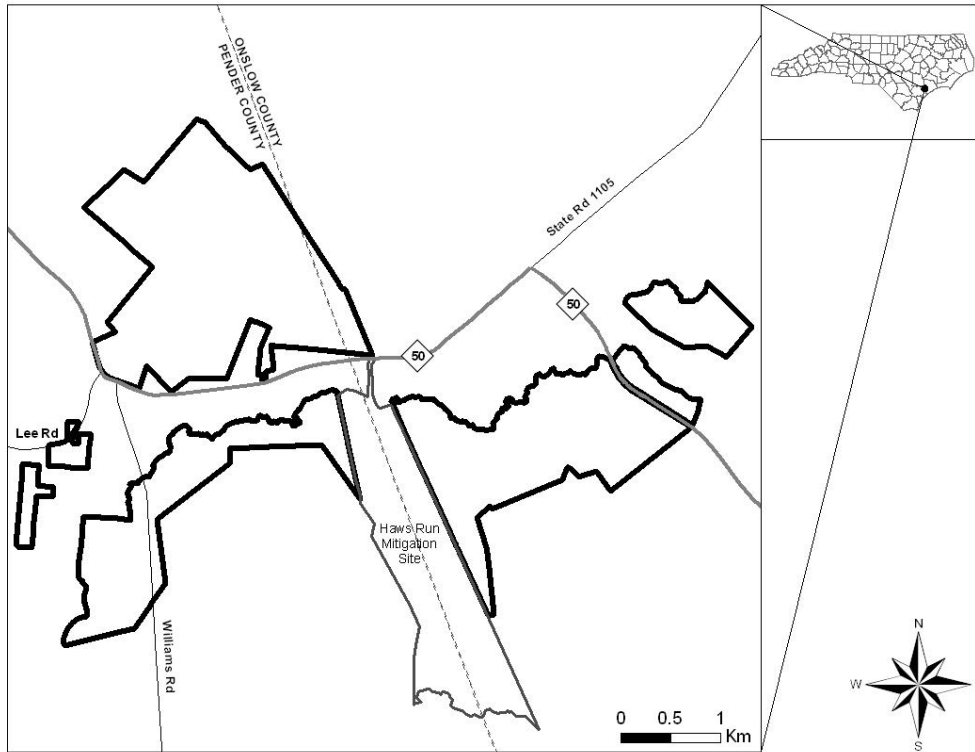 ONSLOW COUNTY
PENDER COUNTY
State Rd 1105
50
50
Lee Rd
Haws Run
Mitigation
Site
Williams Rd
0 0.5 1
Km
N
W
S